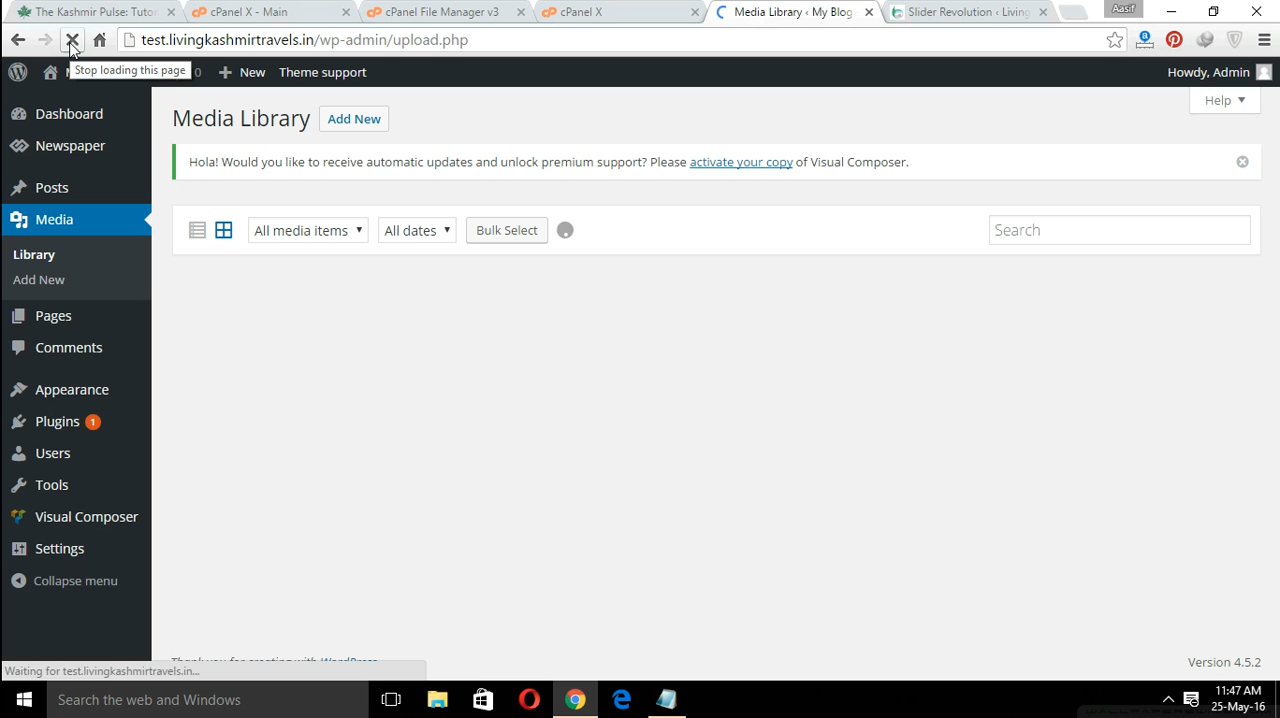 The Kashmir Pulse: Tutor
cPanel X - Main
cPanel File Manager v3
cPanel X
Media Library ‹ My Blog
Slider Revolution ‹ Living
Aasif
test.livingkashmirtravels.in/wp-admin/upload.php
Stop loading this page
0
New
Theme support
Howdy, Admin
Dashboard
Newspaper
Posts
Media
Library
Add New
Pages
Comments
Appearance
Plugins 1
Users
Tools
Visual Composer
Settings
Collapse menu
Media Library
Add New
Help
Hola! Would you like to receive automatic updates and unlock premium support? Please activate your copy of Visual Composer.
All media items
All dates
Bulk Select
Search
Version 4.5.2
Waiting for test.livingkashmirtravels.in...
Search the web and Windows
11:47 AM
25-May-16